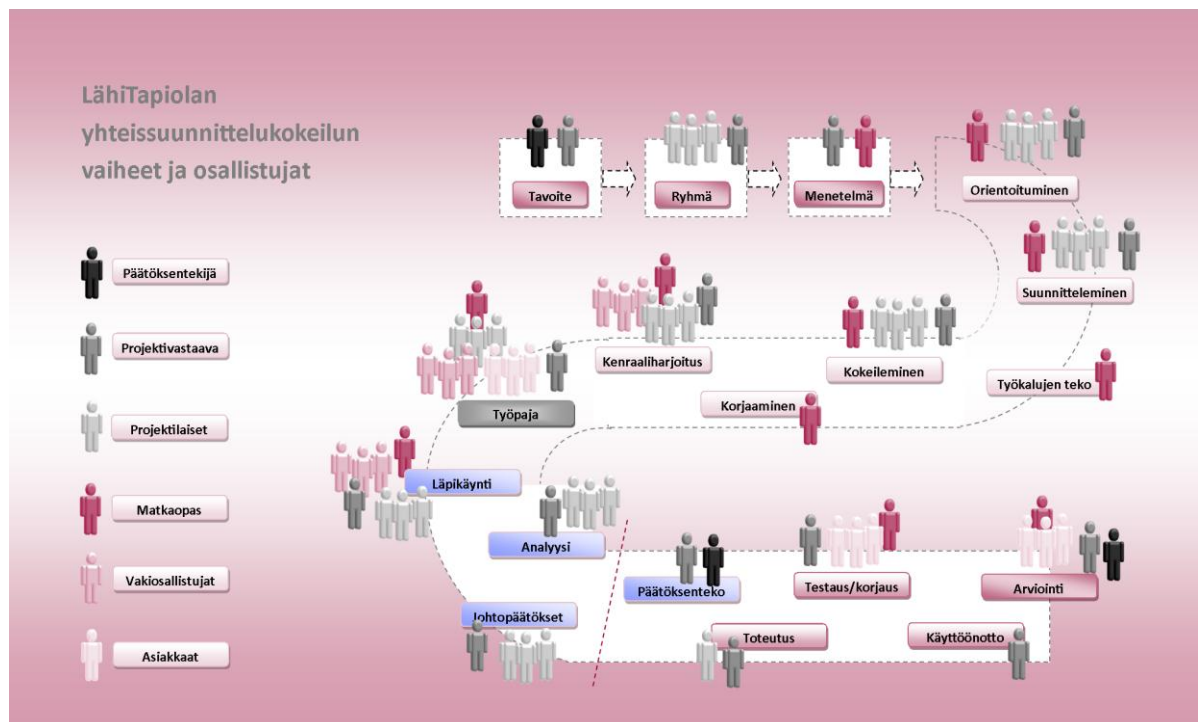 LähiTapiolan
yhteissuunnittelukokeilun
vaiheet ja osallistujat
Päätöksentekijä
Projektivastaava
Projektilaiset
Matkaopas
Vakiosallistujat
Asiakkaat
Tavoite
Ryhmä
Menetelmä
Orientoituminen
Suunnitteleminen
Työkalujen teko
Kokeileminen
Korjaaminen
Kenraaliharjoitus
Työpaja
Läpikäynti
Analyysi
Johtopäätökset
Päätöksenteko
Toteutus
Testaus/korjaus
Käyttöönotto
Arviointi